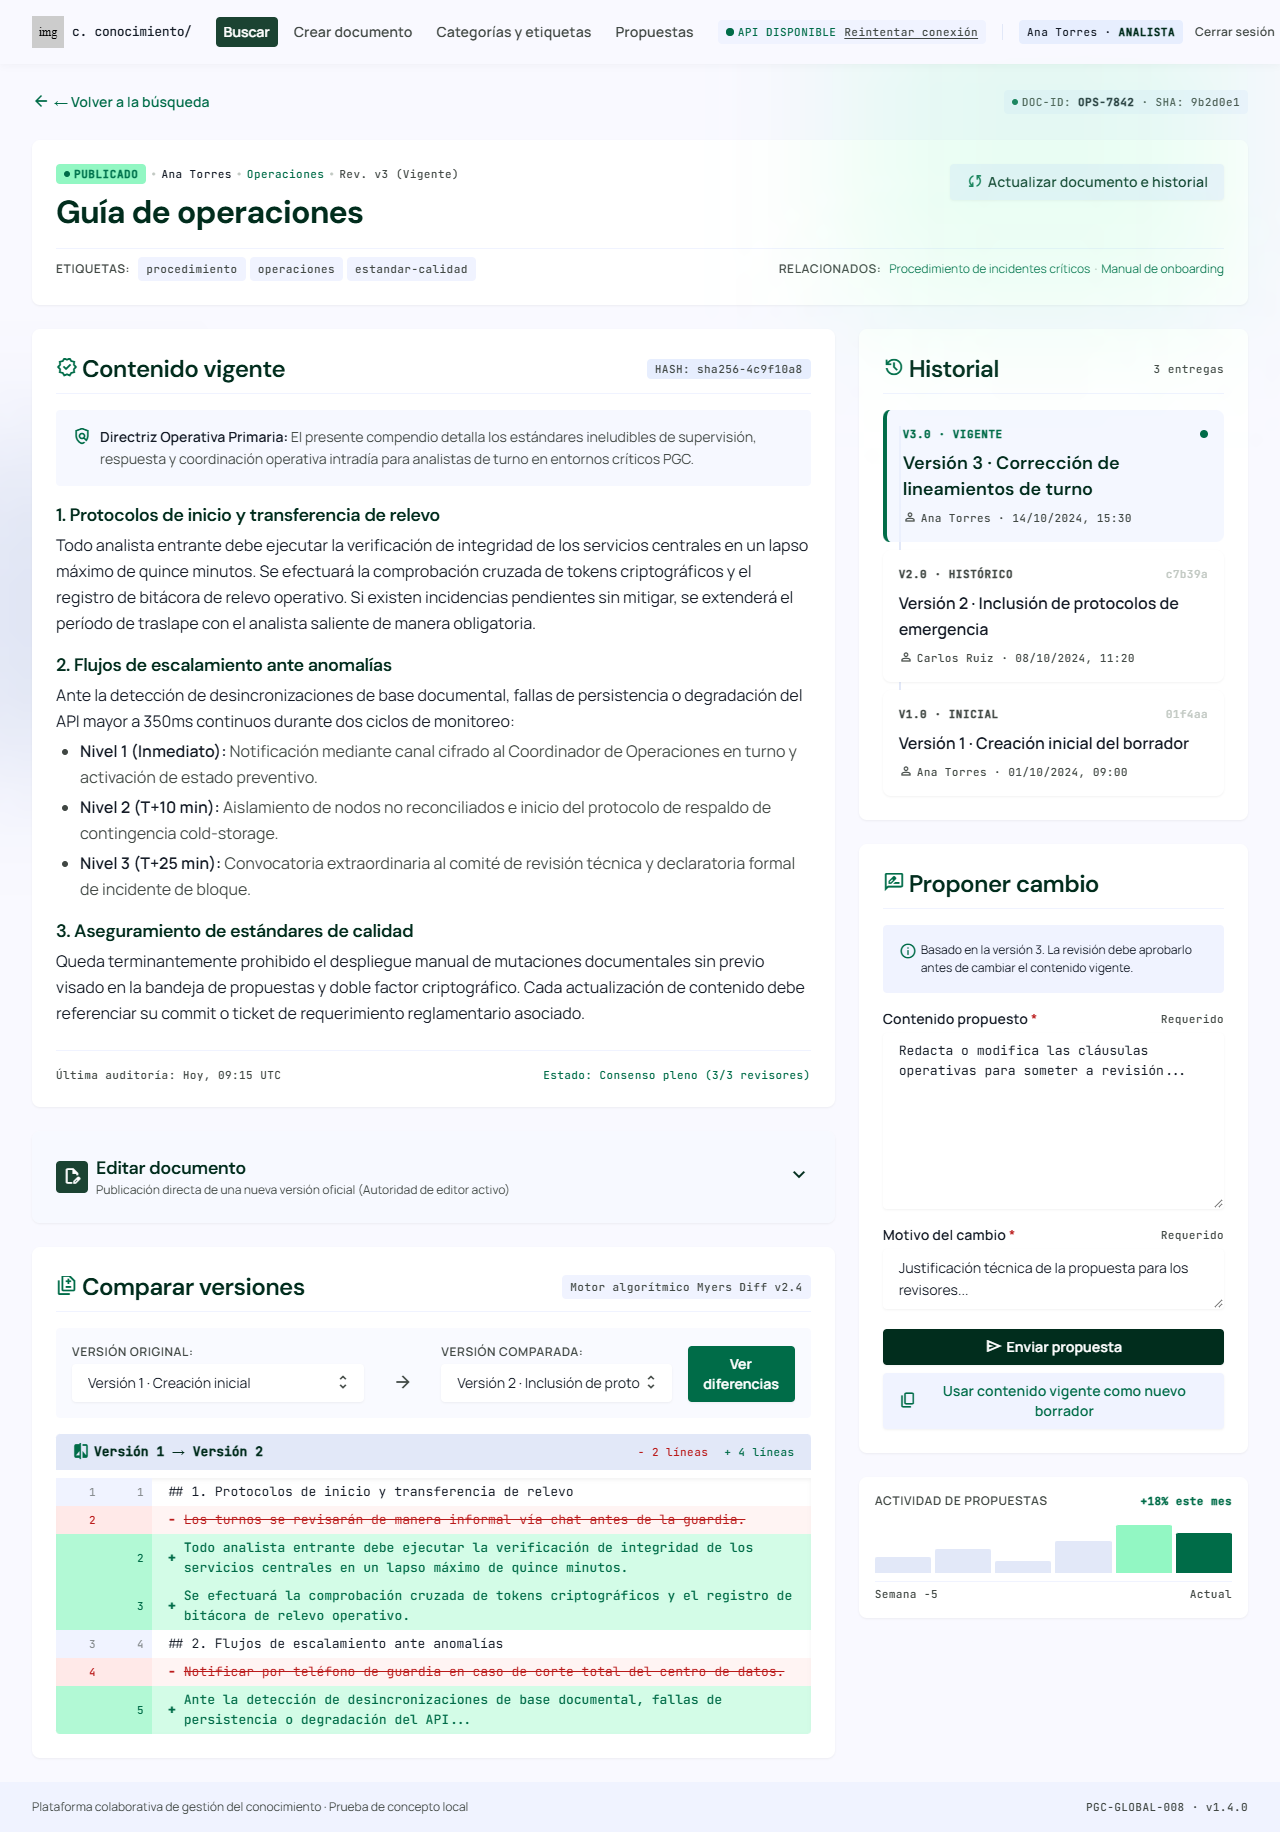 img c. conocimiento/ Buscar Crear documento Categorías y etiquetas Propuestas API DISPONIBLE Reintentar conexión Ana Torres · ANALISTA Cerrar sesión
← Volver a la búsqueda DOC-ID: OPS-7842 · SHA: 9b2d0e1
PUBLICADO • Ana Torres • Operaciones • Rev. v3 (Vigente)
Actualizar documento e historial
Guía de operaciones
ETIQUETAS: procedimiento operaciones estandar-calidad RELACIONADOS: Procedimiento de incidentes críticos · Manual de onboarding
Contenido vigente HASH: sha256-4c9f10a8
Directriz Operativa Primaria: El presente compendio detalla los estándares ineludibles de supervisión,
respuesta y coordinación operativa intradía para analistas de turno en entornos críticos PGC.
1. Protocolos de inicio y transferencia de relevo
Todo analista entrante debe ejecutar la verificación de integridad de los servicios centrales en un lapso
máximo de quince minutos. Se efectuará la comprobación cruzada de tokens criptográficos y el
registro de bitácora de relevo operativo. Si existen incidencias pendientes sin mitigar, se extenderá el
período de traslape con el analista saliente de manera obligatoria.
2. Flujos de escalamiento ante anomalías
Ante la detección de desincronizaciones de base documental, fallas de persistencia o degradación del
API mayor a 350ms continuos durante dos ciclos de monitoreo:
• Nivel 1 (Inmediato): Notificación mediante canal cifrado al Coordinador de Operaciones en turno y
activación de estado preventivo.
• Nivel 2 (T+10 min): Aislamiento de nodos no reconciliados e inicio del protocolo de respaldo de
contingencia cold-storage.
• Nivel 3 (T+25 min): Convocatoria extraordinaria al comité de revisión técnica y declaratoria formal
de incidente de bloque.
3. Aseguramiento de estándares de calidad
Queda terminantemente prohibido el despliegue manual de mutaciones documentales sin previo
visado en la bandeja de propuestas y doble factor criptográfico. Cada actualización de contenido debe
referenciar su commit o ticket de requerimiento reglamentario asociado.
Última auditoría: Hoy, 09:15 UTC Estado: Consenso pleno (3/3 revisores)
Editar documento
Publicación directa de una nueva versión oficial (Autoridad de editor activo)
Comparar versiones Motor algorítmico Myers Diff v2.4
VERSIÓN ORIGINAL: VERSIÓN COMPARADA:
Versión 1 · Creación inicial → Versión 2 · Inclusión de proto
Ver
diferencias
Versión 1 → Versión 2 - 2 líneas + 4 líneas
1 1 ## 1. Protocolos de inicio y transferencia de relevo
2 - Los turnos se revisarán de manera informal vía chat antes de la guardia.
2 + Todo analista entrante debe ejecutar la verificación de integridad de los
servicios centrales en un lapso máximo de quince minutos.
3 + Se efectuará la comprobación cruzada de tokens criptográficos y el registro de
bitácora de relevo operativo.
3 4 ## 2. Flujos de escalamiento ante anomalías
4 - Notificar por teléfono de guardia en caso de corte total del centro de datos.
5 + Ante la detección de desincronizaciones de base documental, fallas de
persistencia o degradación del API...
Historial 3 entregas
V3.0 · VIGENTE
Versión 3 · Corrección de
lineamientos de turno
Ana Torres · 14/10/2024, 15:30
V2.0 · HISTÓRICO c7b39a
Versión 2 · Inclusión de protocolos de
emergencia
Carlos Ruiz · 08/10/2024, 11:20
V1.0 · INICIAL 01f4aa
Versión 1 · Creación inicial del borrador
Ana Torres · 01/10/2024, 09:00
Proponer cambio
Basado en la versión 3. La revisión debe aprobarlo
antes de cambiar el contenido vigente.
Contenido propuesto * Requerido
Redacta o modifica las cláusulas
operativas para someter a revisión...
Motivo del cambio * Requerido
Justificación técnica de la propuesta para los
revisores...
Enviar propuesta
Usar contenido vigente como nuevo
borrador
ACTIVIDAD DE PROPUESTAS +18% este mes
Semana -5 Actual
Plataforma colaborativa de gestión del conocimiento · Prueba de concepto local PGC-GLOBAL-008 · v1.4.0